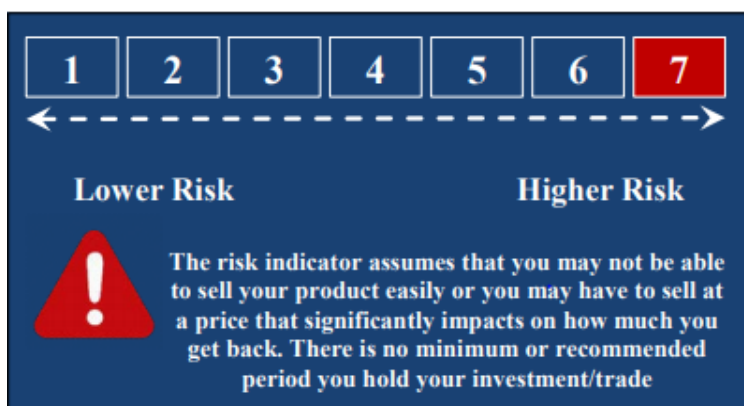 1 2 3 4 5 6 7
Lower Risk Higher Risk
!
The risk indicator assumes that you may not be able
to sell your product easily or you may have to sell at
a price that significantly impacts on how much you
get back. There is no minimum or recommended
period you hold your investment/trade